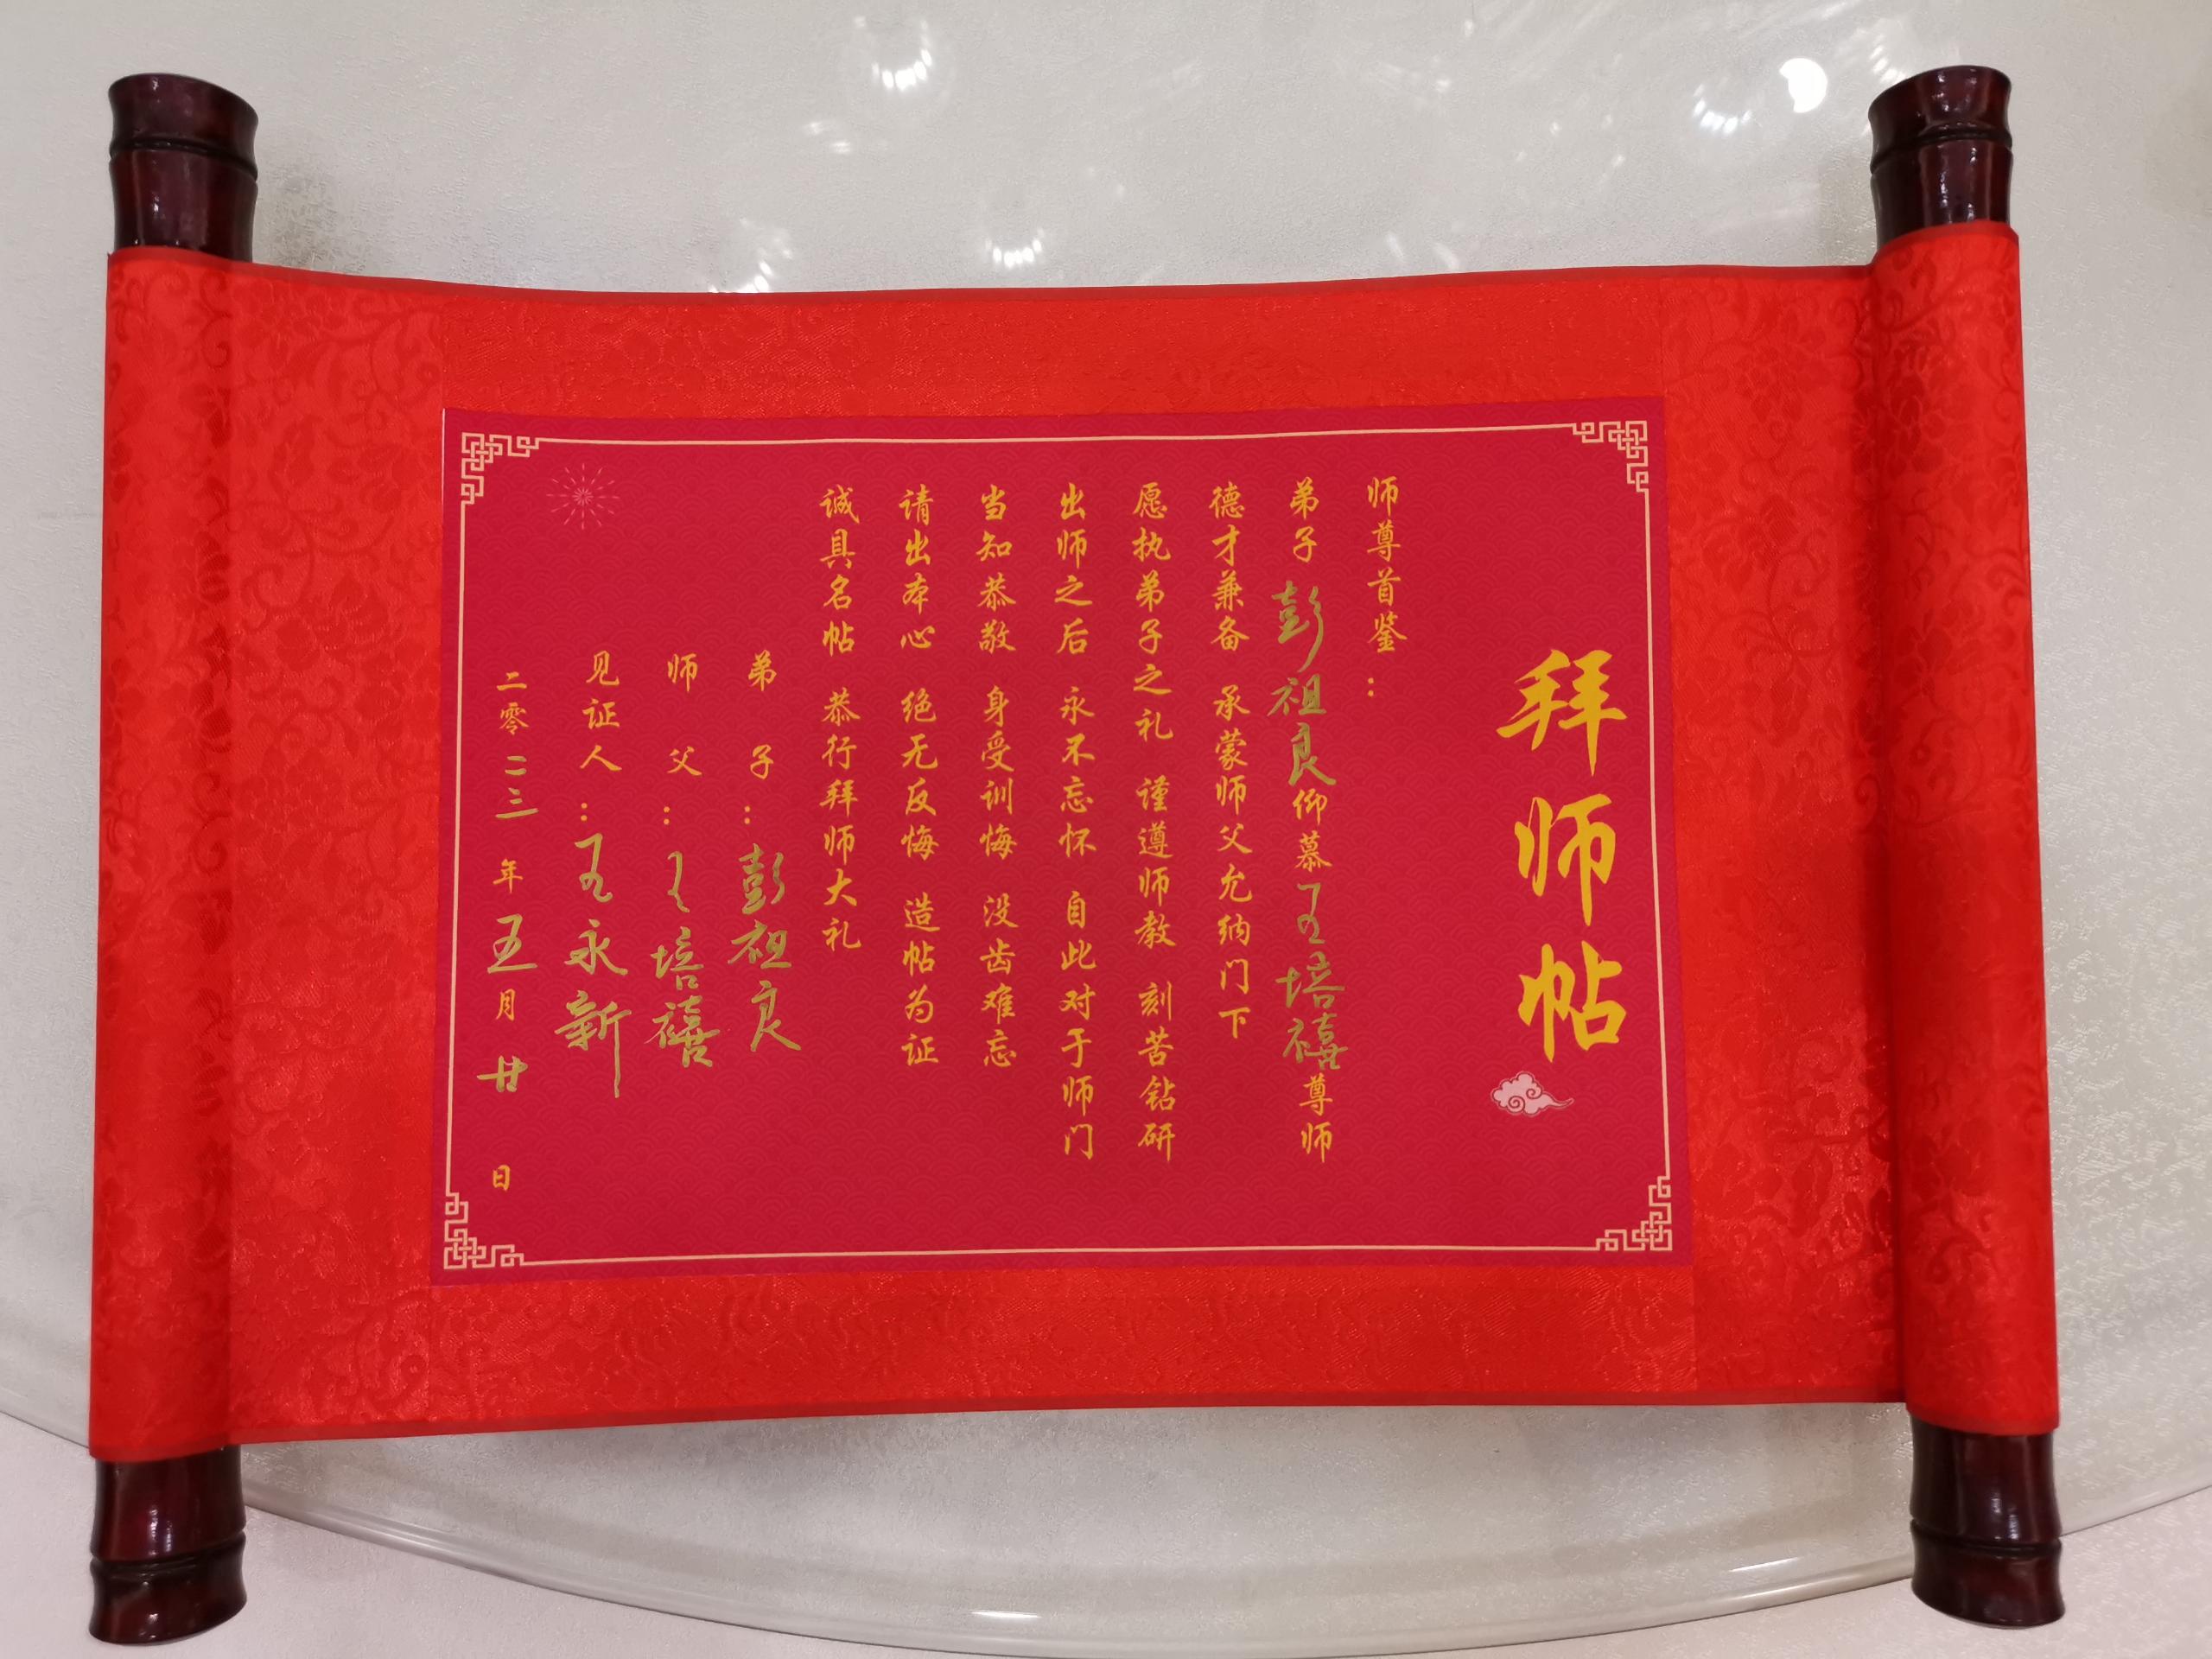 拜师帖
师尊首鉴：
弟子彭祖良仰慕王培禧尊师
德才兼备 承蒙师父允纳门下
愿执弟子之礼 谨遵师教 刻苦钻研
出师之后 永不忘怀 自此对于师门
当知恭敬 身受训悔 没齿难忘
请出本心 绝无反悔 造帖为证
诚具名帖 恭行拜师大礼
弟子：彭祖良
师父：王培禧
见证人：王永新
二零二三年五月廿日